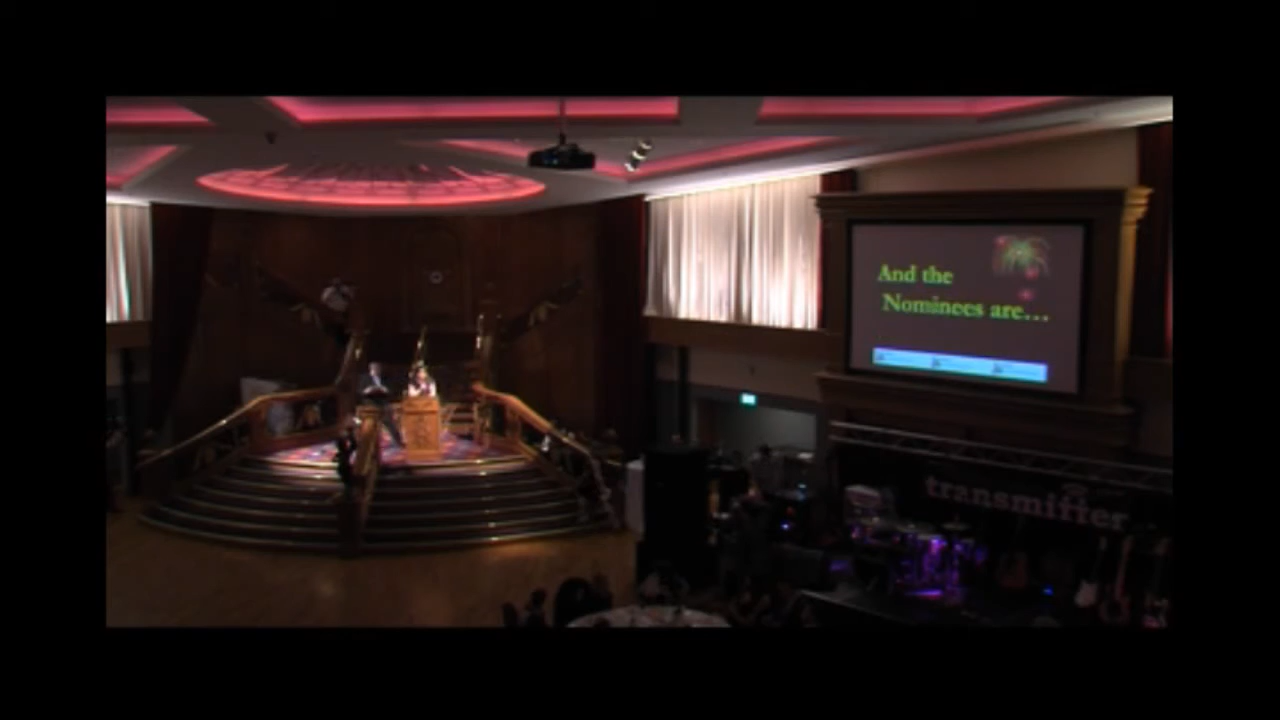 And the
Nominees are...
transmitter